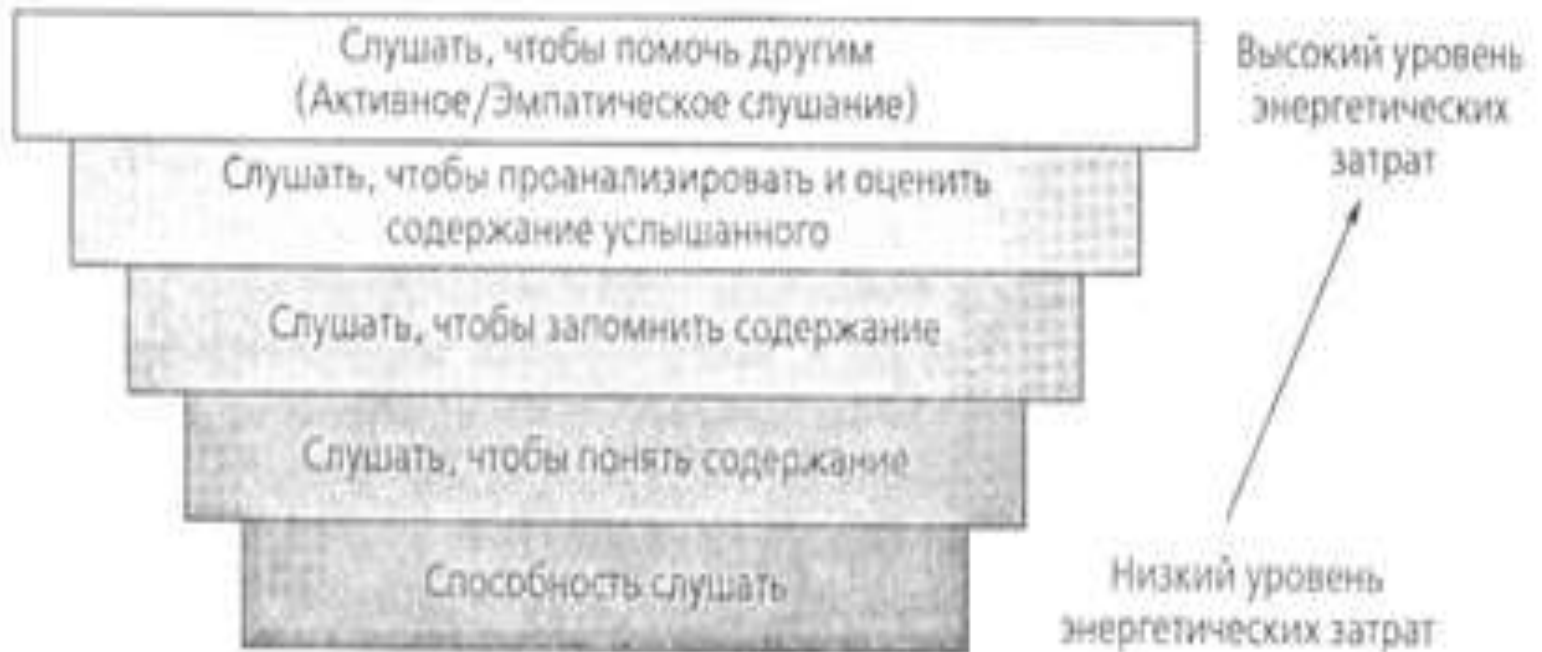 Слушать, чтобы помочь другим
(Активное/Эмпатическое слушание)
Высокий уровень
энергетических
затрат
Слушать, чтобы проанализировать и оценить
содержание услышанного
Слушать, чтобы запомнить содержание
Слушать, чтобы понять содержание
Способность слушать
Низкий уровень
энергетических затрат